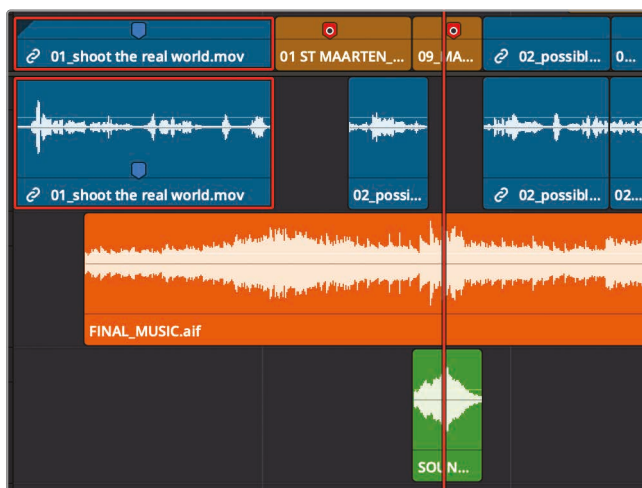 01_shoot the real world.mov
01 ST MAARTEN_...
09_MA...
02_possibl...
0...
01_shoot the real world.mov
02_possi...
02_possibl...
02...
FINAL_MUSIC.aif
SOUN...